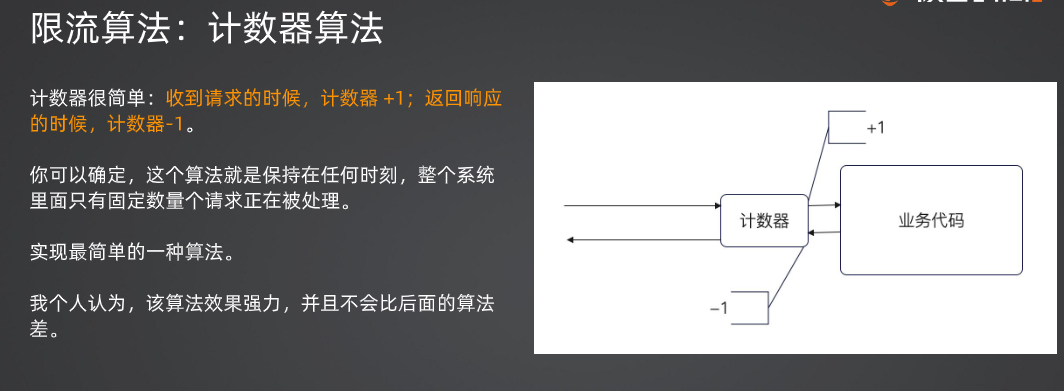 限流算法：计数器算法
计数器很简单：收到请求的时候，计数器 +1；返回响应
的时候，计数器-1。
你可以确定，这个算法就是保持在任何时刻，整个系统
里面只有固定数量个请求正在被处理。
实现最简单的一种算法。
我个人认为，该算法效果强力，并且不会比后面的算法
差。
+1
计数器
业务代码
-1